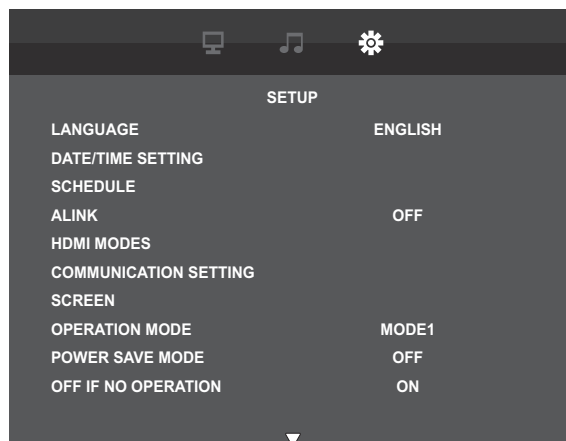 SETUP
LANGUAGE ENGLISH
DATE/TIME SETTING
SCHEDULE
ALINK OFF
HDMI MODES
COMMUNICATION SETTING
SCREEN
OPERATION MODE MODE1
POWER SAVE MODE OFF
OFF IF NO OPERATION ON